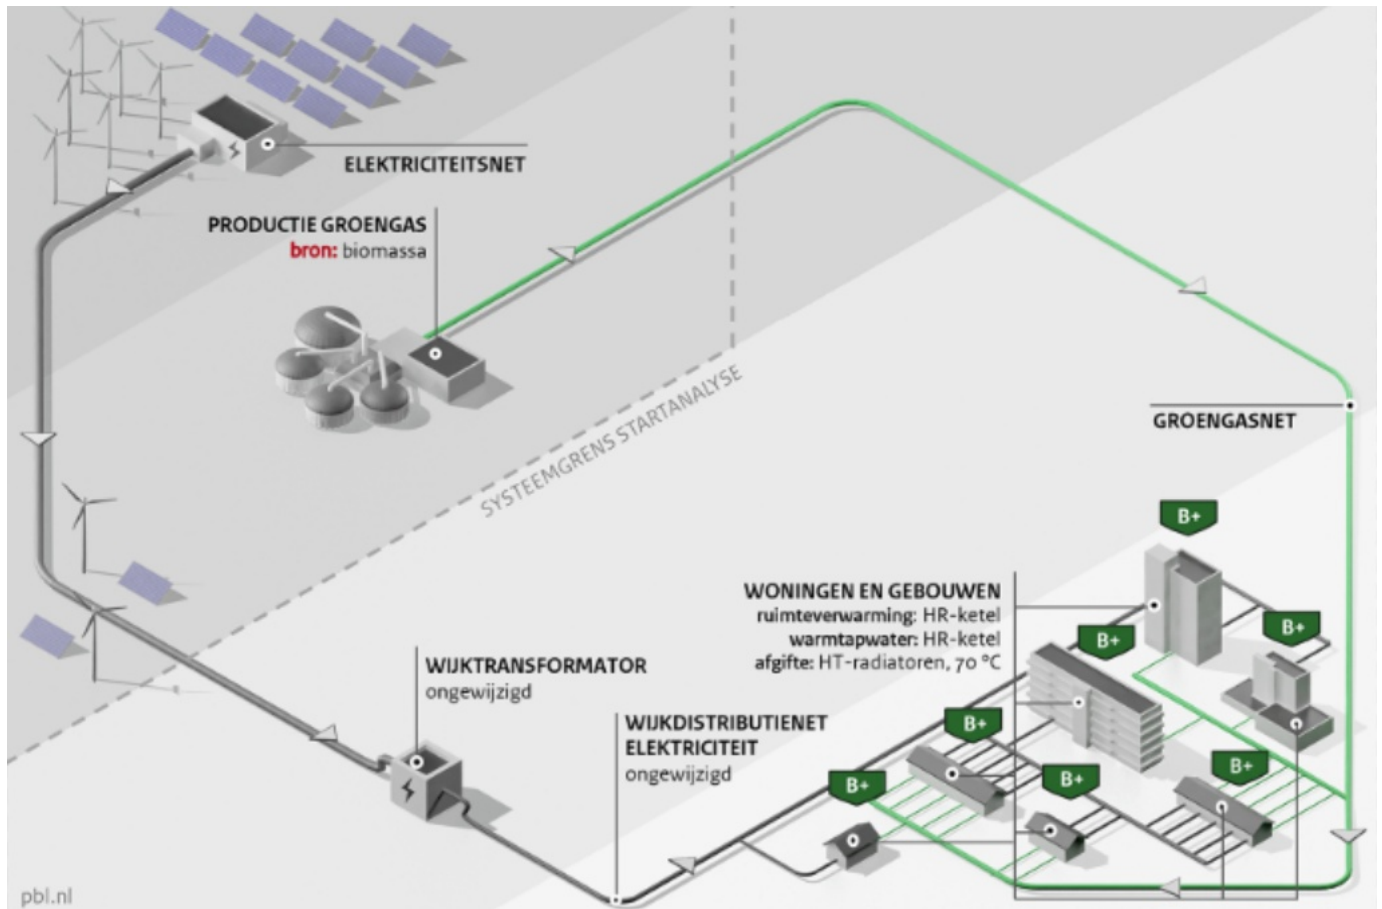 ELEKTRICITEITSNET
PRODUCTIE GROENGAS
bron: biomassa
SYSTEEMGRENS STARTANALYSE
GROENGASNET
B+
WONINGEN EN GEBOUWEN
ruimteverwarming: HR-ketel
warmtapwater: HR-ketel
afgifte: HT-radiatoren, 70 °C
B+
B+
WIJKTRANSFORMATOR
ongewijzigd
WIJKDISTRIBUTIENET
ELEKTRICITEIT
ongewijzigd
B+
B+
B+
B+
pbl.nl